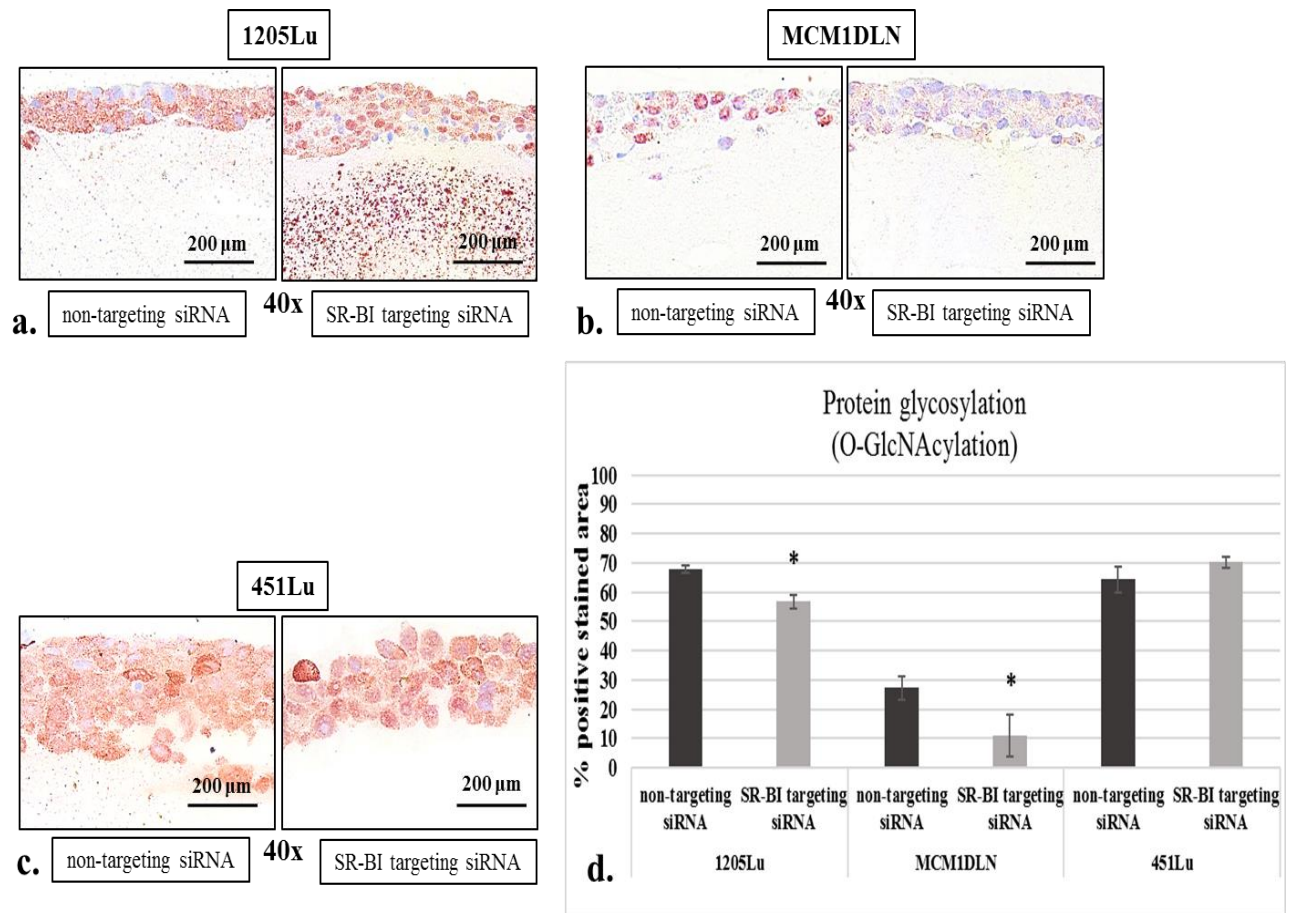 1205Lu
MCM1DLN
200 µm
200 µm
200 µm
200 µm
a.
non-targeting siRNA
40x
SR-BI targeting siRNA
b.
non-targeting siRNA
40x
SR-BI targeting siRNA
451Lu
200 µm
200 µm
c.
non-targeting siRNA
40x
SR-BI targeting siRNA
Protein glycosylation
(O-GlcNAcylation)
% positive stained area
100
90
80
70
60
50
40
30
20
10
0
*
*
non-targeting
siRNA
SR-BI targeting
siRNA
non-targeting
siRNA
SR-BI targeting
siRNA
non-targeting
siRNA
SR-BI targeting
siRNA
1205Lu
MCM1DLN
451Lu
d.